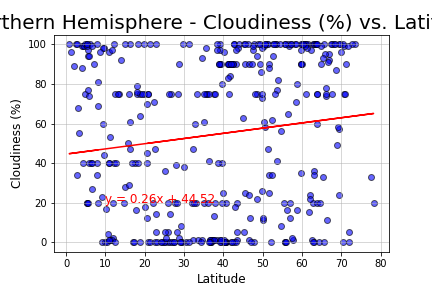 rthern Hemisphere - Cloudiness (%) vs. Latit
100
80
60
40
20
0
Cloudiness (%)
y = 0.26x + 44.52
0 10 20 30 40 50 60 70 80
Latitude